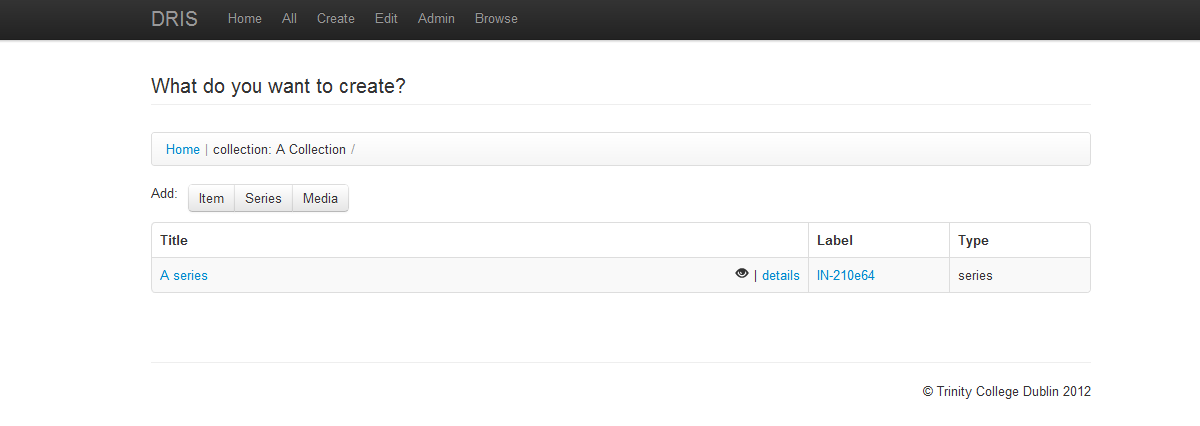 DRIS Home All Create Edit Admin Browse
What do you want to create?
Home | collection: A Collection /
Add: Item Series Media
Title Label Type
A series | details IN-210e64 series
© Trinity College Dublin 2012